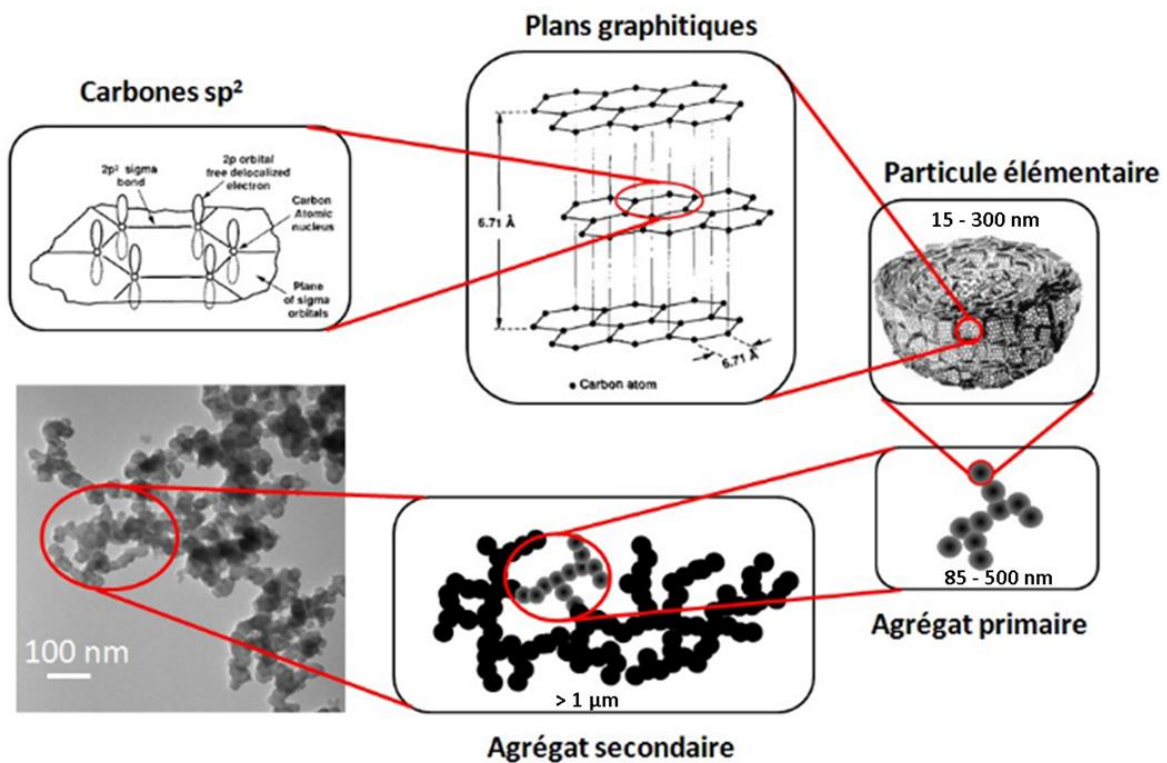 Plans graphitiques
Carbones sp²
2p² sigma
bond
2p orbital
free delocalized
electron
Carbon
Atomic
nucleus
Plane
of sigma
orbitals
6.71 Å
6.71 Å
• Carbon atom
Particule élémentaire
15 - 300 nm
85 - 500 nm
Agrégat primaire
100 nm
> 1 µm
Agrégat secondaire